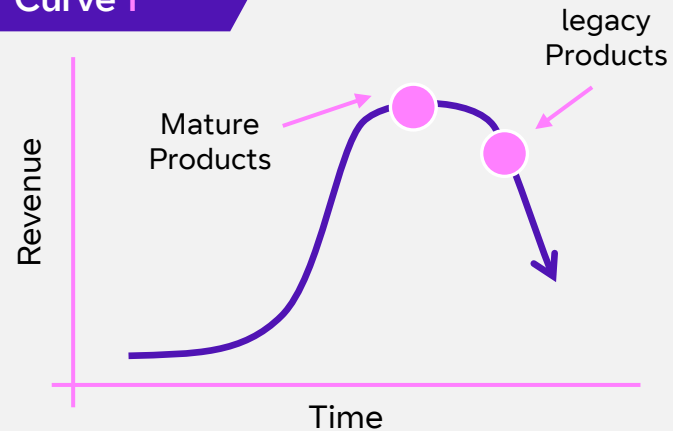 Curve 1
legacy
Products
Mature
Products
Revenue
Time